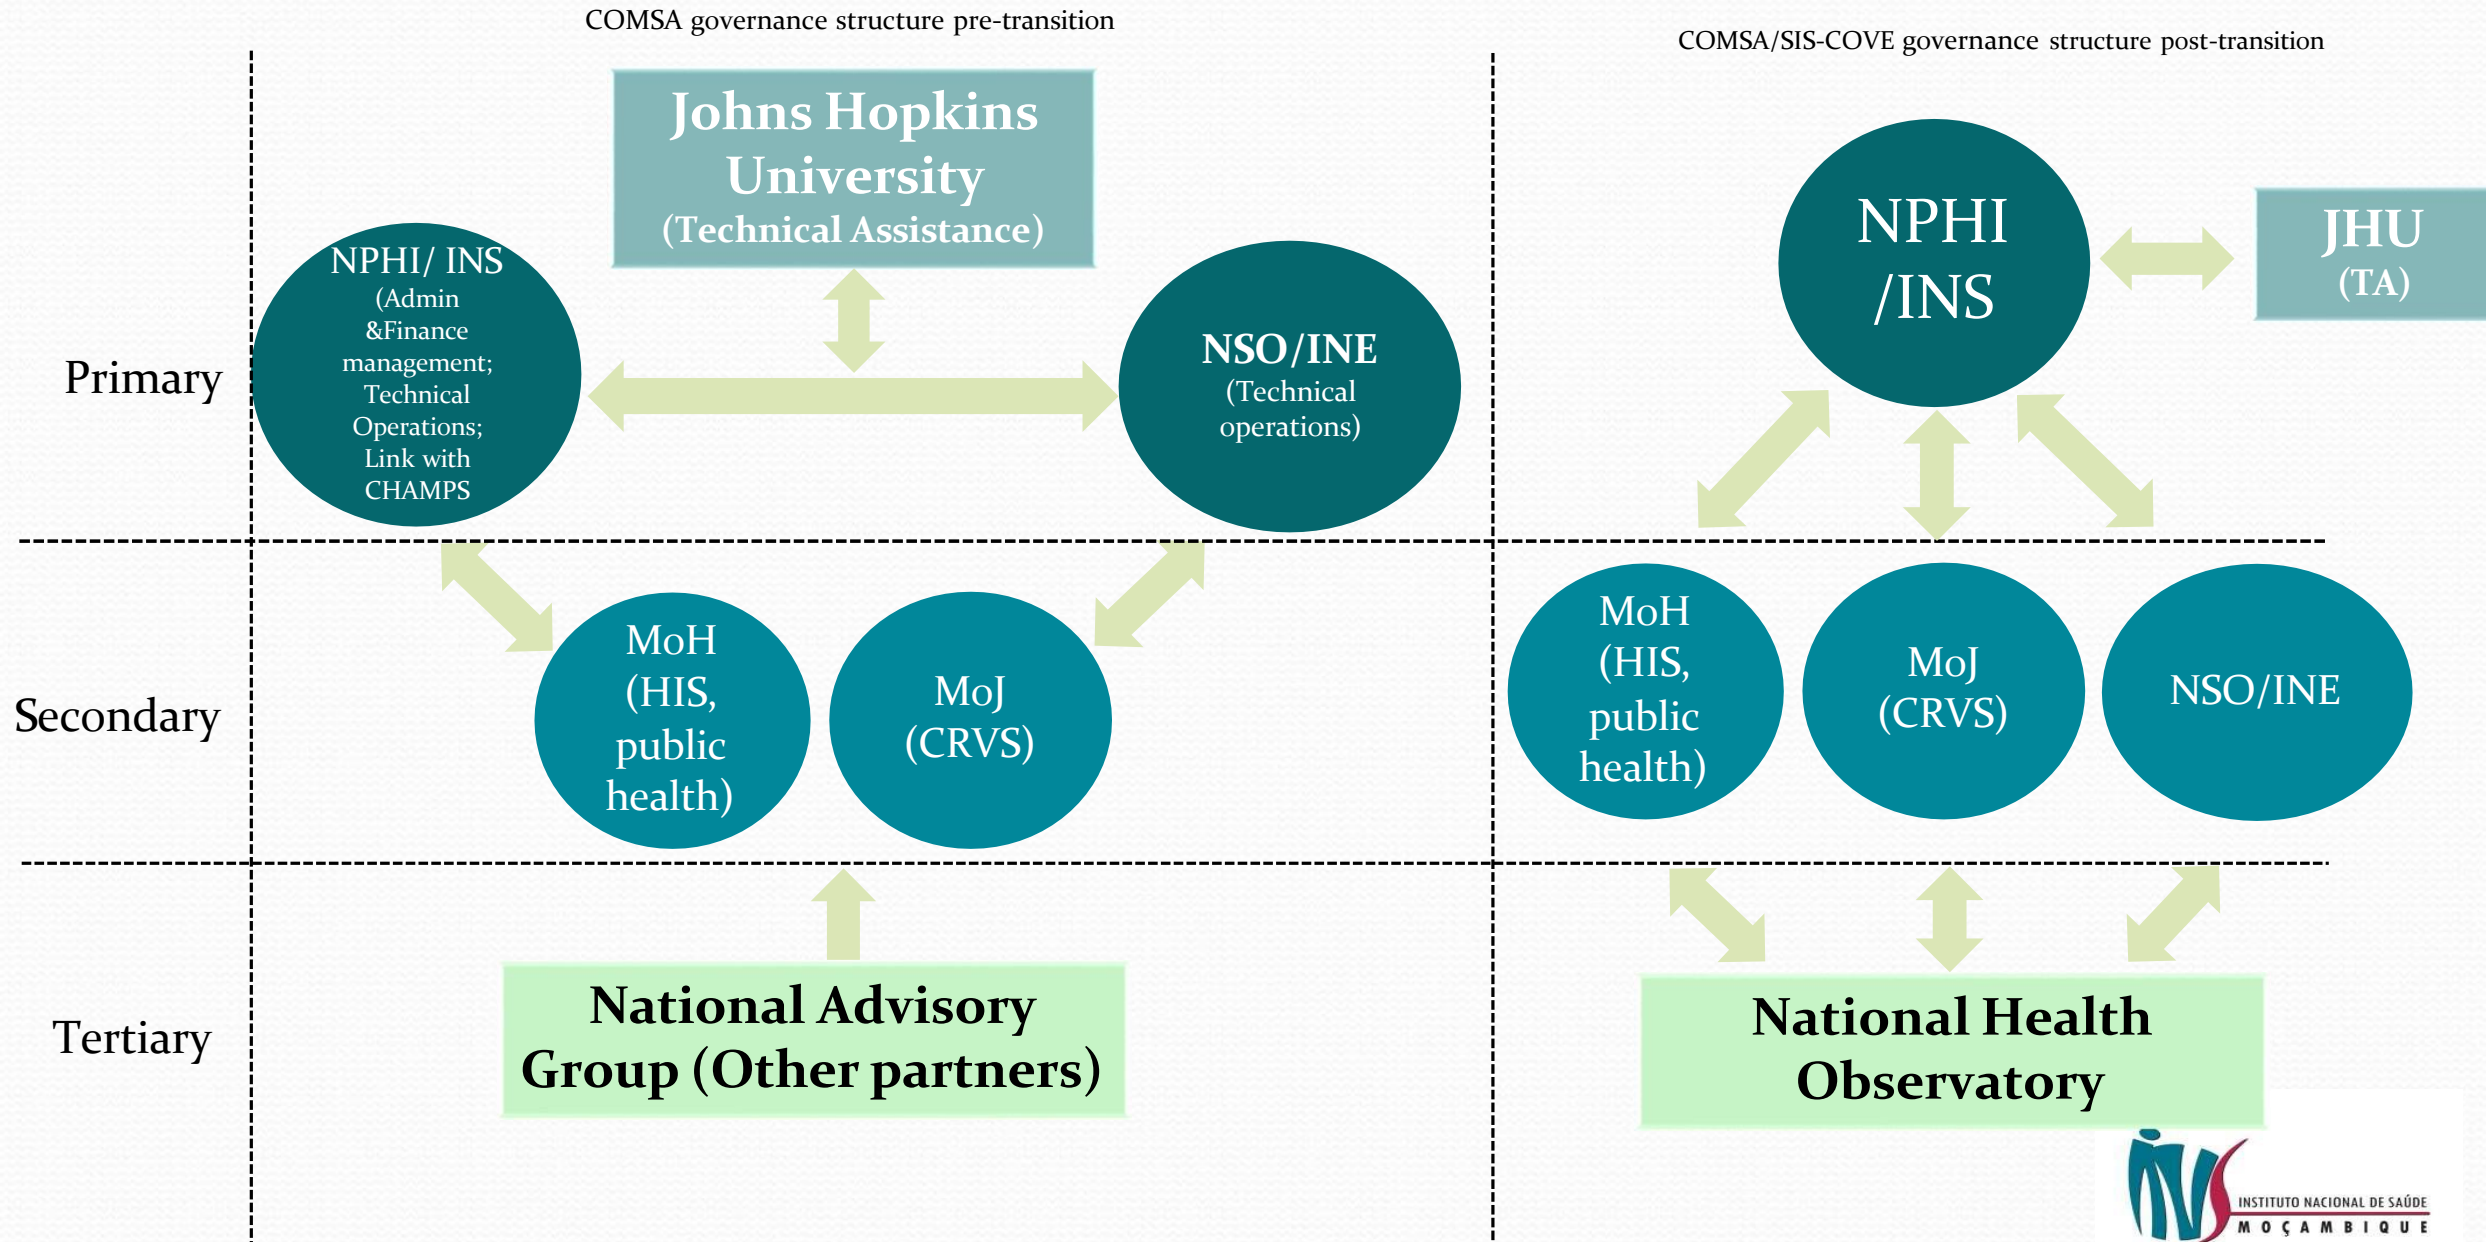 COMSA governance structure pre-transition
COMSA/SIS-COVE governance structure post-transition
Johns Hopkins
University
(Technical Assistance)
NPHI/ INS
(Admin
&Finance
management;
Technical
Operations;
Link with
CHAMPS
NSO/INE
(Technical
operations)
NPHI
/INS
JHU
(TA)
Primary
Secondary
MoH
(HIS,
public
health)
MoJ
(CRVS)
MoH
(HIS,
public
health)
MoJ
(CRVS)
NSO/INE
Tertiary
National Advisory
Group (Other partners)
National Health
Observatory
INS
INSTITUTO NACIONAL DE SAÚDE
MOÇAMBIQUE